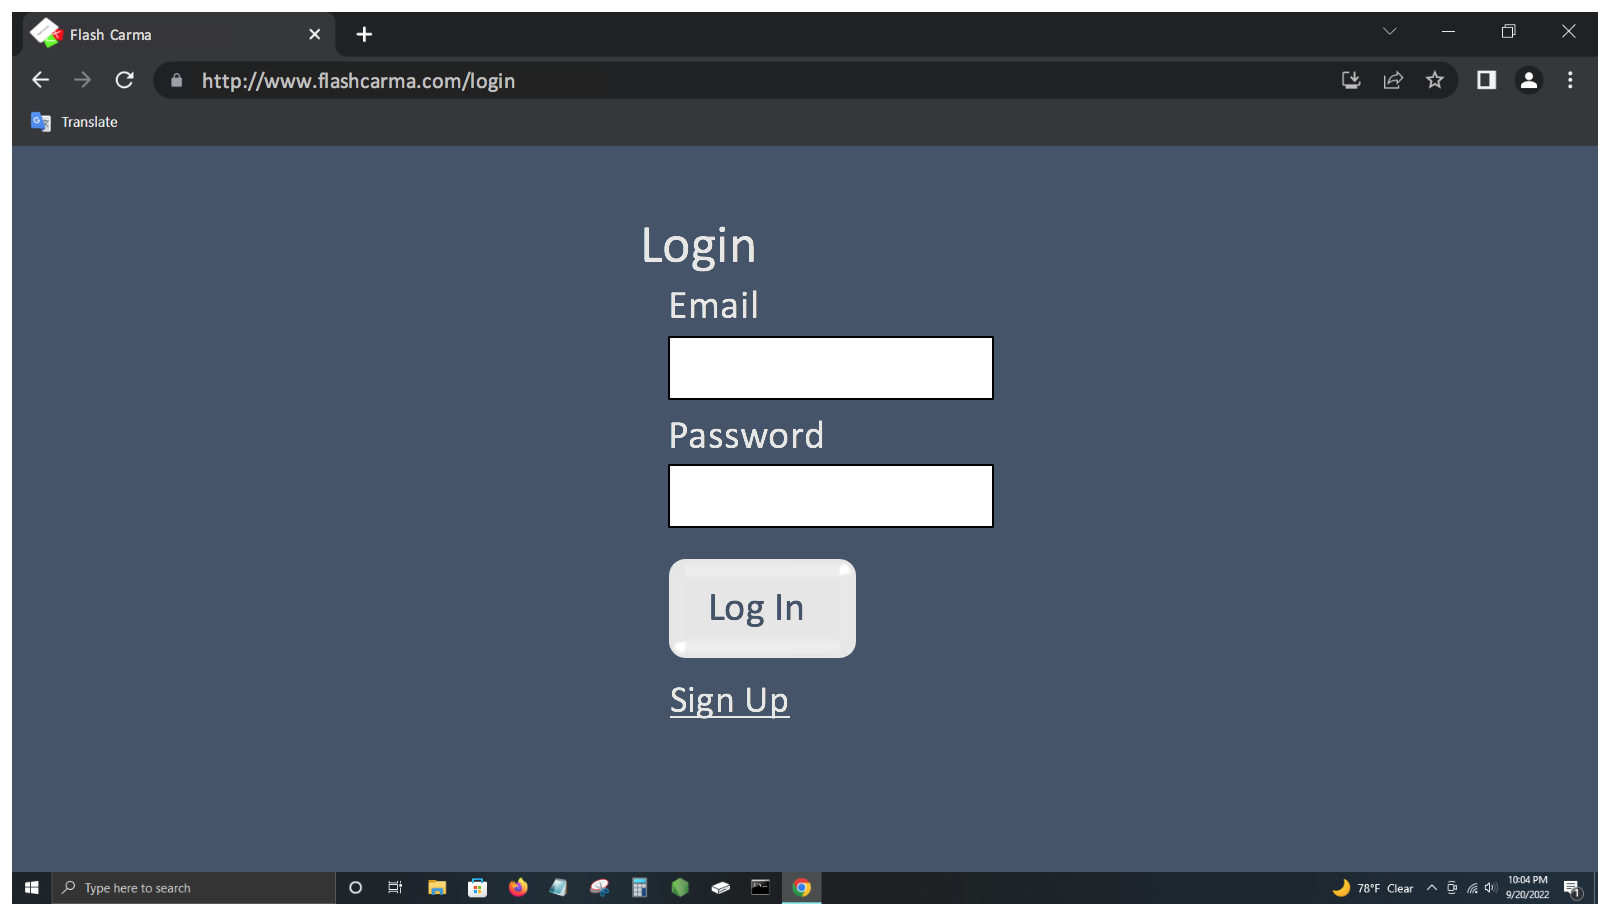 Flash Carma
http://www.flashcarma.com/login
Translate
Login
Email
Password
Log In
Sign Up
Type here to search
78°F Clear
10:04 PM
9/20/2022
1